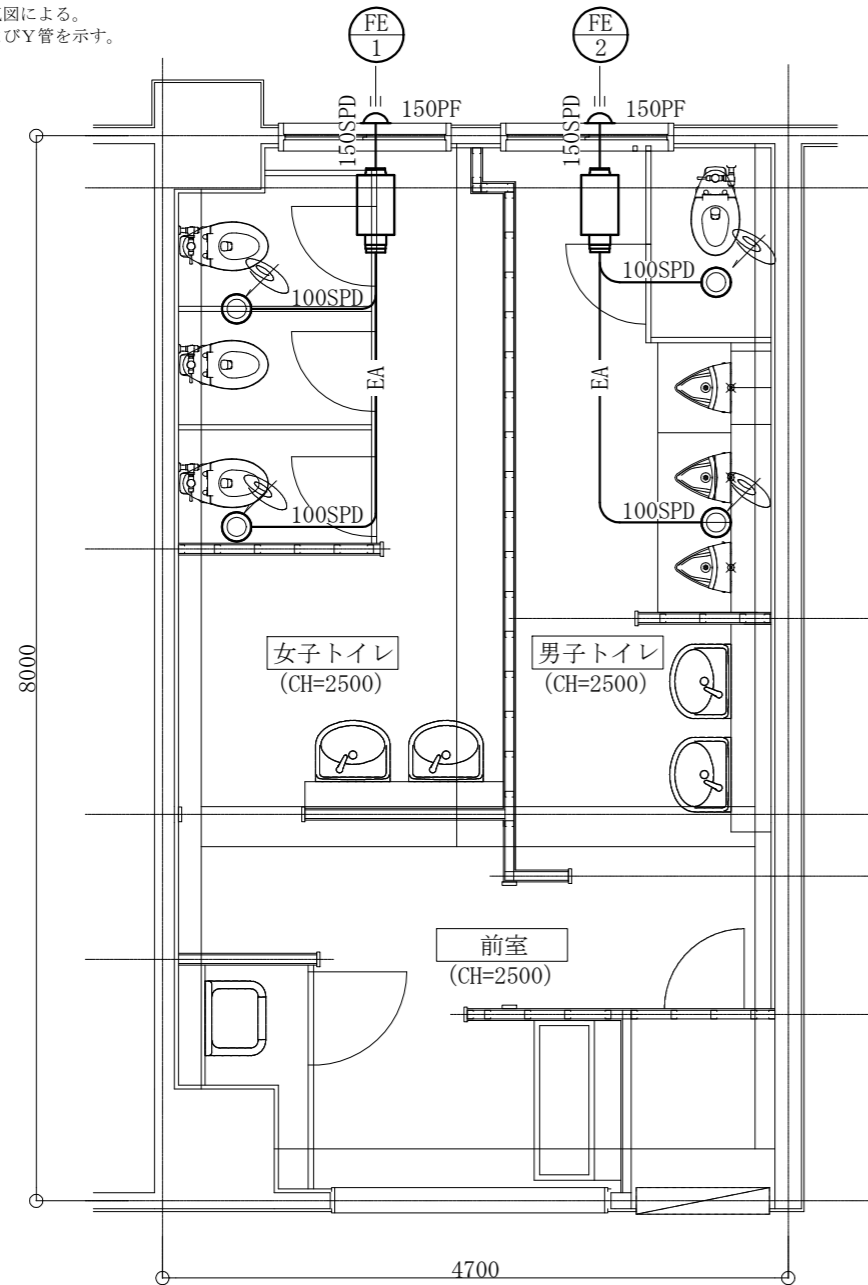 図による。
びY管を示す。
FE
1
FE
2
150SPD
150PF
150SPD
150PF
100SPD
100SPD
EA
EA
100SPD
100SPD
8000
女子トイレ
(CH=2500)
男子トイレ
(CH=2500)
前室
(CH=2500)
4700